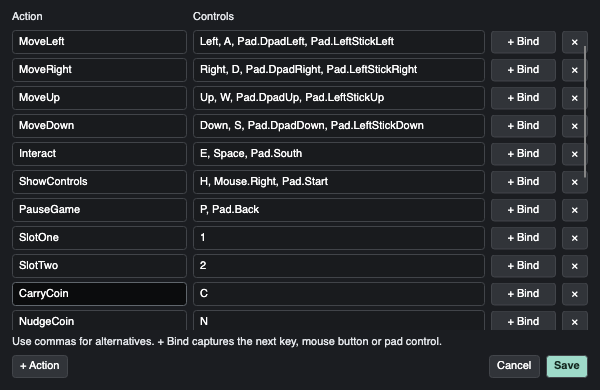 Action Controls
MoveLeft Left, A, Pad.DpadLeft, Pad.LeftStickLeft + Bind ×
MoveRight Right, D, Pad.DpadRight, Pad.LeftStickRight + Bind ×
MoveUp Up, W, Pad.DpadUp, Pad.LeftStickUp + Bind ×
MoveDown Down, S, Pad.DpadDown, Pad.LeftStickDown + Bind ×
Interact E, Space, Pad.South + Bind ×
ShowControls H, Mouse.Right, Pad.Start + Bind ×
PauseGame P, Pad.Back + Bind ×
SlotOne 1 + Bind ×
SlotTwo 2 + Bind ×
CarryCoin C + Bind ×
NudgeCoin N + Bind ×
Use commas for alternatives. + Bind captures the next key, mouse button or pad control.
+ Action Cancel Save